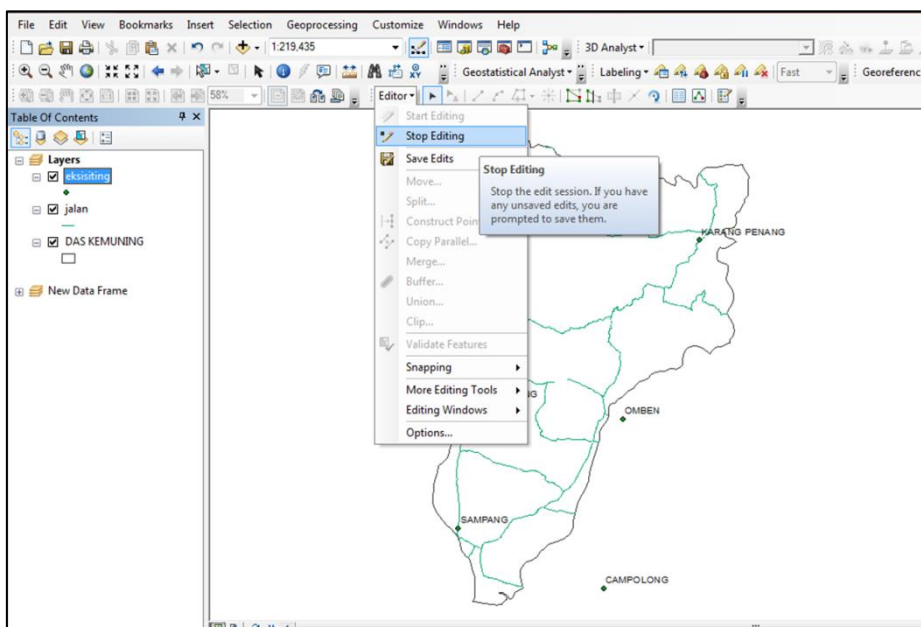 File Edit View Bookmarks Insert Selection Geoprocessing Customize Windows Help
1:219,435 3D Analyst
Geostatistical Analyst Labeling Fast Georeferenc
58% Editor
Table Of Contents
Layers
eksisiting
jalan
DAS KEMUNING
New Data Frame
Start Editing
Stop Editing
Save Edits
Move...
Split...
Construct Poin
Copy Parallel...
Merge...
Buffer...
Union...
Clip...
Validate Features
Snapping
More Editing Tools
Editing Windows
Options...
Stop Editing
Stop the edit session. If you have
any unsaved edits, you are
prompted to save them.
KARANG PENANG
OMBEN
SAMPANG
CAMPOLONG